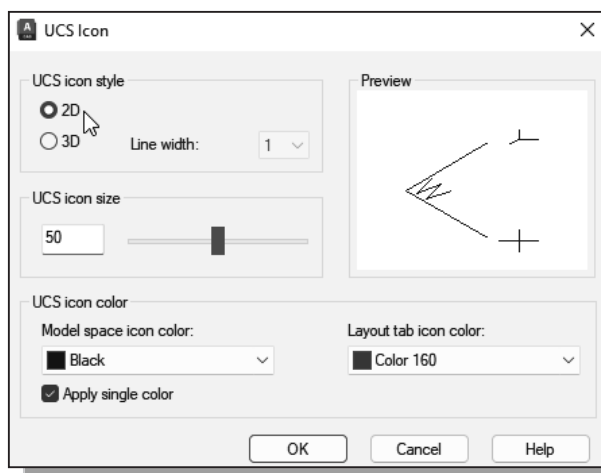 UCS Icon
UCS icon style
2D
3D
Line width:
1
Preview
UCS icon size
50
UCS icon color
Model space icon color:
Black
Apply single color
Layout tab icon color:
Color 160
OK
Cancel
Help